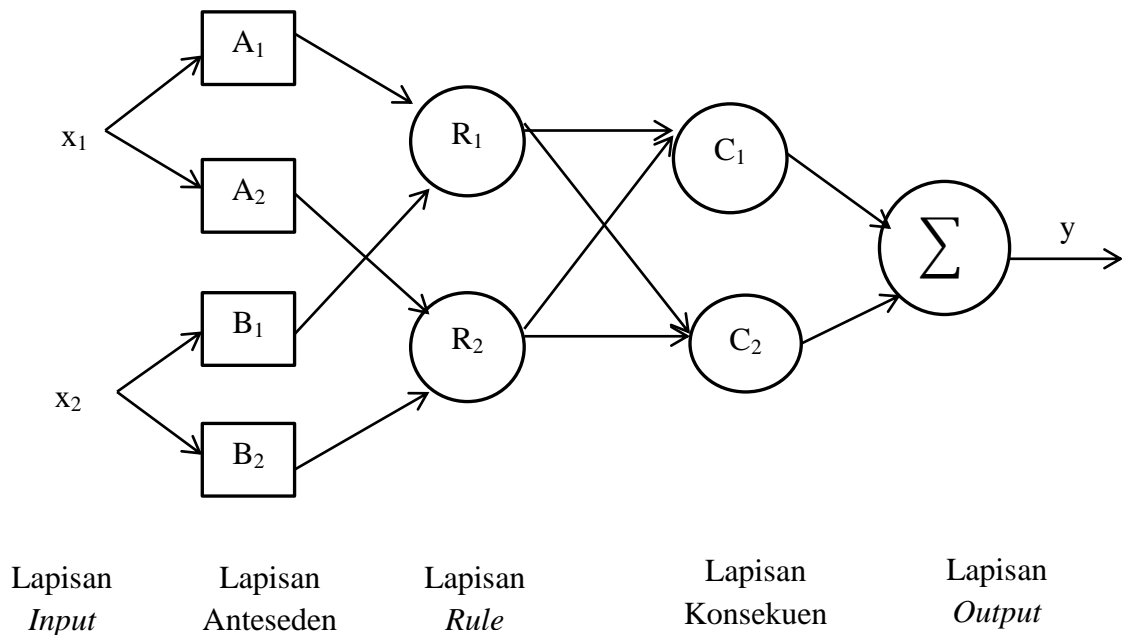 A₁
x₁
R₁
C₁
A₂
∑
y
B₁
R₂
C₂
x₂
B₂
Lapisan Input
Lapisan Anteseden
Lapisan Rule
Lapisan Konsekuen
Lapisan Output